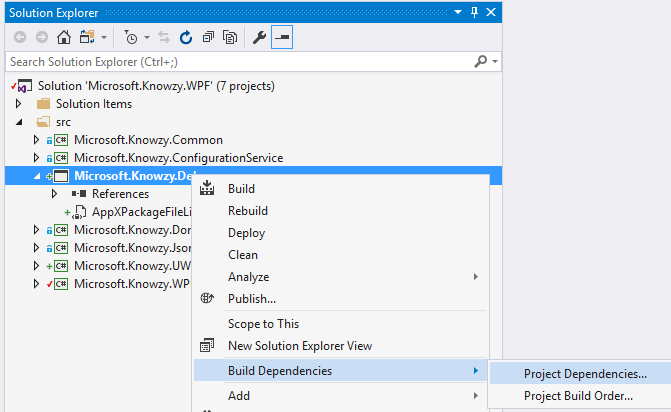 Solution Explorer
Search Solution Explorer (Ctrl+;)
Solution 'Microsoft.Knowzy.WPF' (7 projects)
Solution Items
src
C# Microsoft.Knowzy.Common
C# Microsoft.Knowzy.ConfigurationService
Microsoft.Knowzy.De
References
AppXPackageFileLi
C# Microsoft.Knowzy.Do
C# Microsoft.Knowzy.Jso
C# Microsoft.Knowzy.UW
C# Microsoft.Knowzy.WP
Build
Rebuild
Deploy
Clean
Analyze
Publish...
Scope to This
New Solution Explorer View
Build Dependencies
Add
Project Dependencies...
Project Build Order...